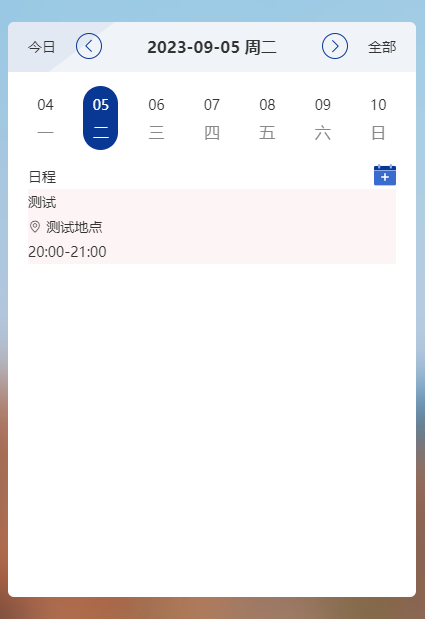 今日 2023-09-05 周二 全部
04 05 06 07 08 09 10
一 二 三 四 五 六 日
日程
测试
测试地点
20:00-21:00